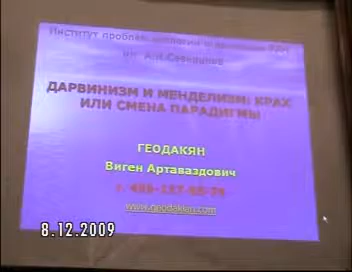 Институт проблем экологии и эволюции РАН
им. А.Н.Северцова
ДАРВИНИЗМ И МЕНДЕЛИЗМ: КРАХ
ИЛИ СМЕНА ПАРАДИГМЫ
ГЕОДАКЯН
Виген Артаваздович
www.geodakian.com
8.12.2009